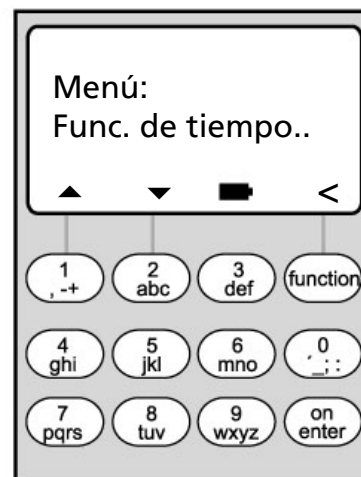 Menú:
Func. de tiempo..
<
1
, -+
2
abc
3
def
function
4
ghi
5
jkl
6
mno
0
´_; :
7
pqrs
8
tuv
9
wxyz
on
enter